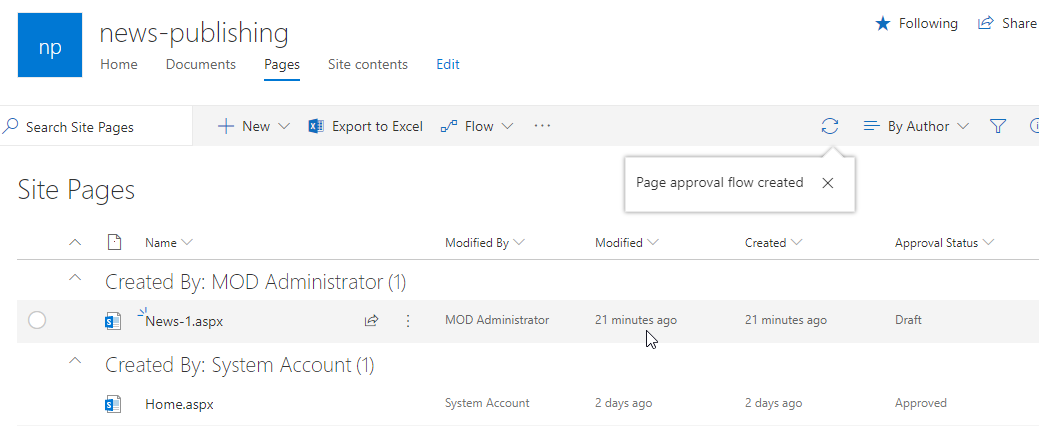 np
news-publishing
Following
Share
Home Documents Pages Site contents Edit
Search Site Pages
New Export to Excel Flow ... By Author
Page approval flow created
Site Pages
Name Modified By Modified Created Approval Status
Created By: MOD Administrator (1)
News-1.aspx MOD Administrator 21 minutes ago 21 minutes ago Draft
Created By: System Account (1)
Home.aspx System Account 2 days ago 2 days ago Approved